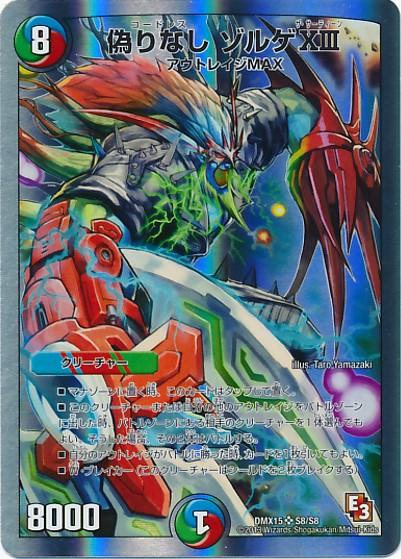 8
コードレス
ザ・サーティーン
偽りなし ゾルゲXⅢ
アウトレイジMAX
illus.Taro Yamazaki
クリーチャー
■ マナゾーンに置く時、このカードはタップして置く。
■ このクリーチャーまたは自分の他のアウトレイジをバトルゾーン
に出した時、バトルゾーンにある相手のクリーチャーを1体選んでも
よい。そうした場合、その2体はバトルする。
■ 自分のアウトレイジがバトルに勝った時、カードを1枚引いてもよい。
■ W・ブレイカー (このクリーチャーはシールドを2枚ブレイクする)
E3
8000
1
DMX15 S8/S8
©2013 Wizards/Shogakukan/Mitsui-Kids